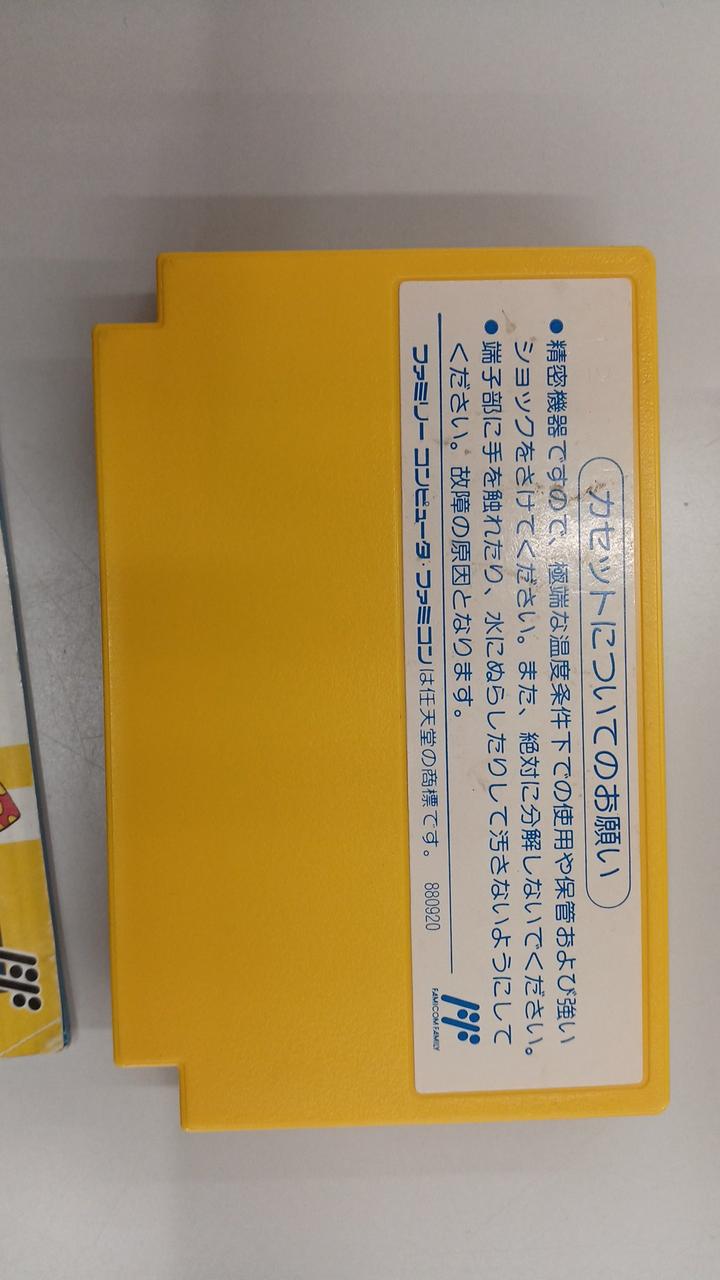 カセットについてのお願い
●精密機器ですので、極端な温度条件下での使用や保管および強い
ショックをさけてください。また、絶対に分解しないでください。
●端子部に手を触れたり、水にぬらしたりして汚さないようにして
ください。故障の原因となります。
ファミリー コンピュータ・ファミコンは任天堂の商標です。 880920
FAMICOM FAMILY